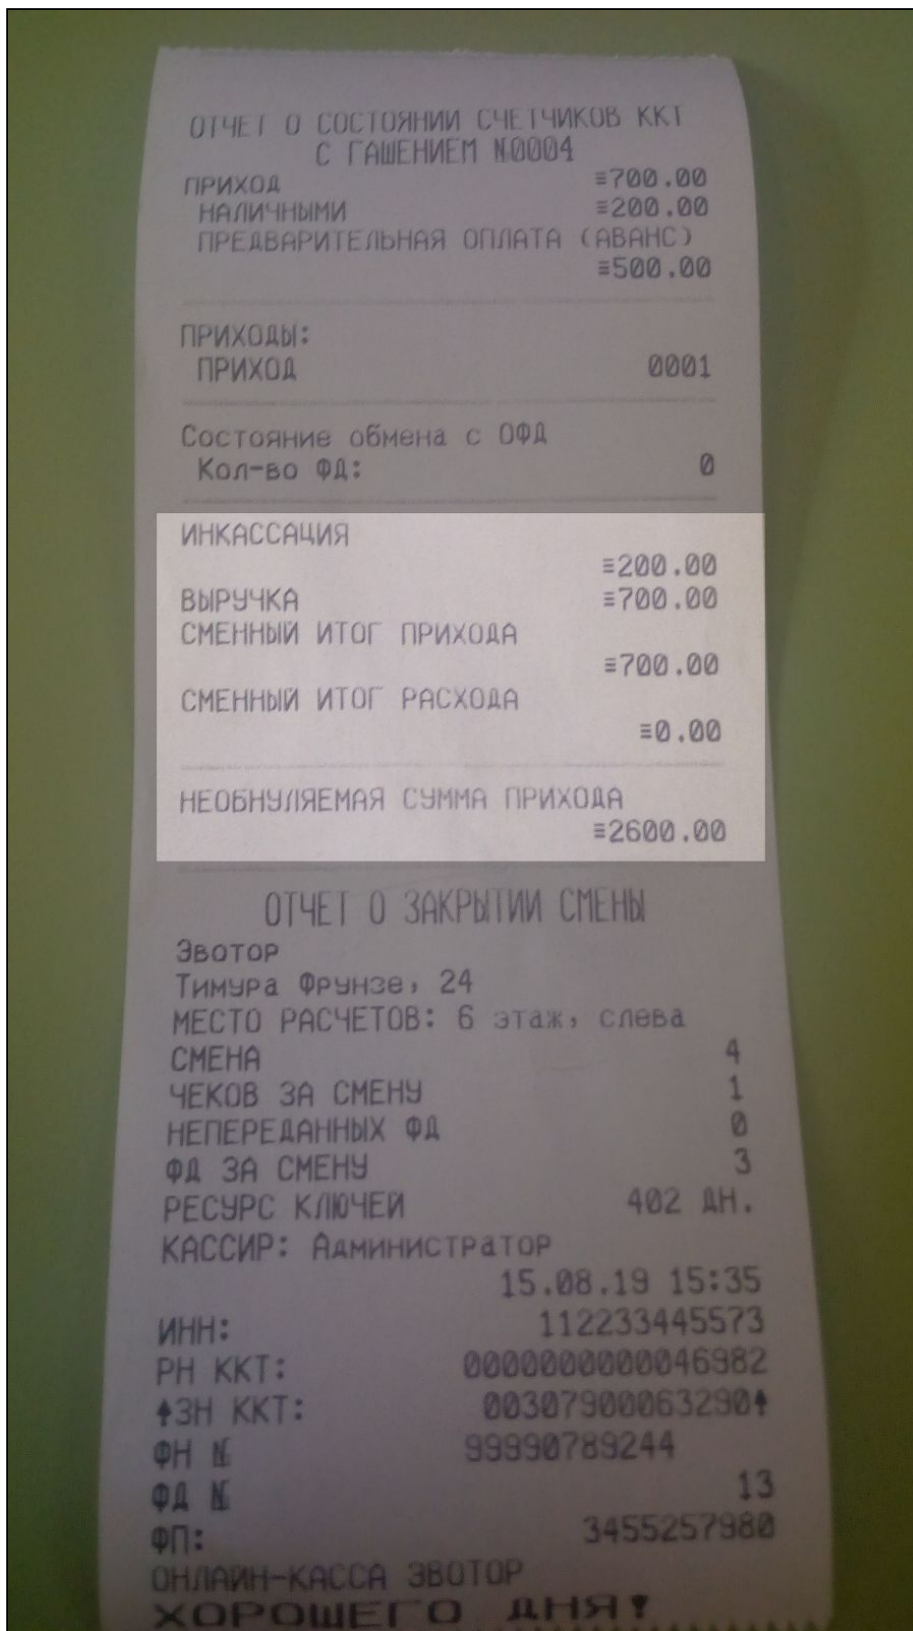 ОТЧЕТ О СОСТОЯНИИ СЧЕТЧИКОВ ККТ
С ГАШЕНИЕМ №0004
ПРИХОД ≡700.00
НАЛИЧНЫМИ ≡200.00
ПРЕДВАРИТЕЛЬНАЯ ОПЛАТА (АВАНС)
≡500.00
ПРИХОДЫ:
ПРИХОД 0001
Состояние обмена с ОФД
Кол-во ФД: 0
ИНКАССАЦИЯ
≡200.00
ВЫРУЧКА ≡700.00
СМЕННЫЙ ИТОГ ПРИХОДА
≡700.00
СМЕННЫЙ ИТОГ РАСХОДА
≡0.00
НЕОБНУЛЯЕМАЯ СУММА ПРИХОДА
≡2600.00
ОТЧЕТ О ЗАКРЫТИИ СМЕНЫ
Эвотор
Тимура Фрунзе, 24
МЕСТО РАСЧЕТОВ: 6 этаж, слева
СМЕНА 4
ЧЕКОВ ЗА СМЕНУ 1
НЕПЕРЕДАННЫХ ФД 0
ФД ЗА СМЕНУ 3
РЕСУРС КЛЮЧЕЙ 402 ДН.
КАССИР: Администратор
15.08.19 15:35
ИНН: 112233445573
РН ККТ: 0000000000046982
↑ЗН ККТ: 00307900063290↑
ФН № 99990789244
ФД № 13
ФП: 3455257980
ОНЛАЙН-КАССА ЭВОТОР
ХОРОШЕГО ДНЯ!